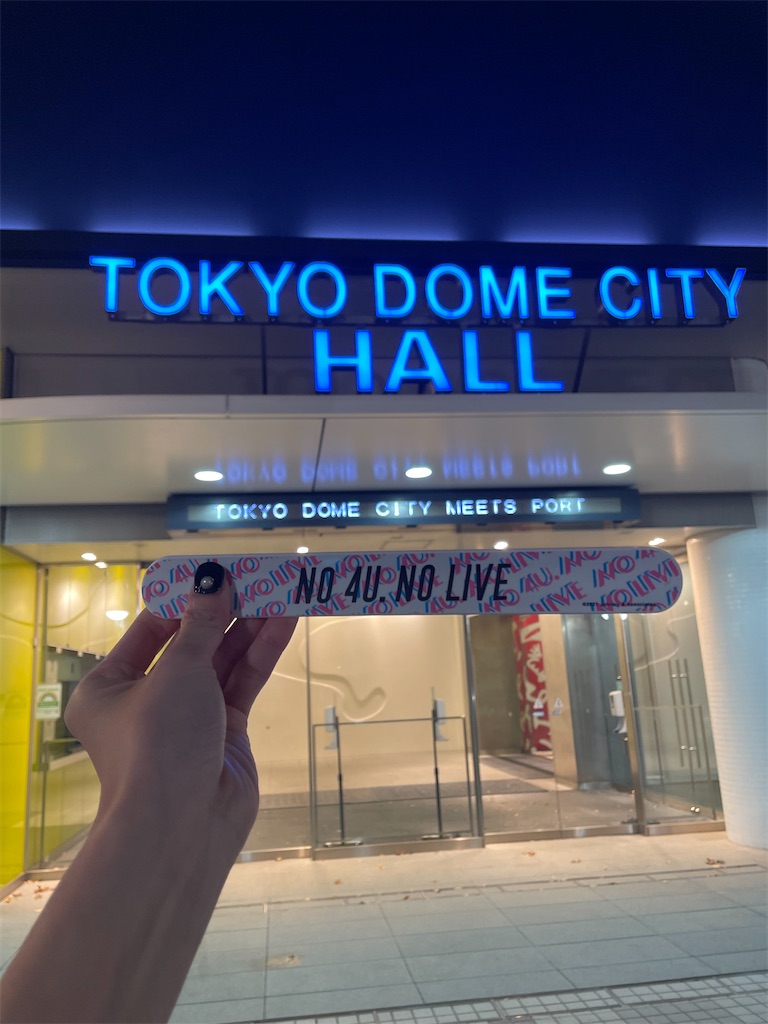 TOKYO DOME CITY
HALL
TOKYO DOME CITY MEETS PORT
NO 4U. NO LIVE